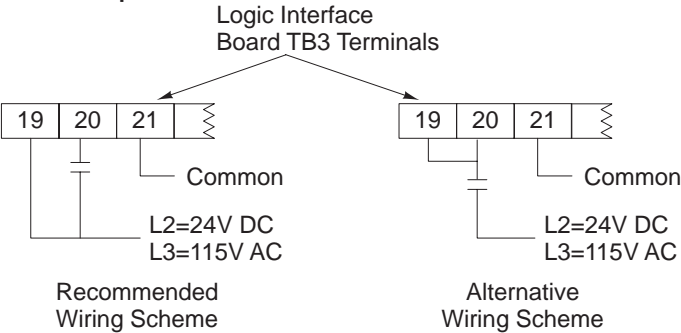 Logic Interface
Board TB3 Terminals
19 20 21
19 20 21
Common
Common
L2=24V DC
L3=115V AC
L2=24V DC
L3=115V AC
Recommended
Wiring Scheme
Alternative
Wiring Scheme